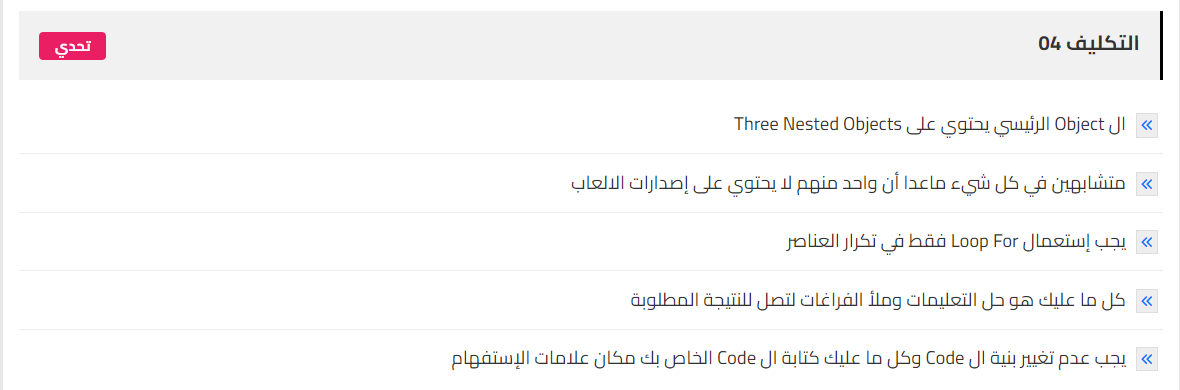 التكليف 04
تحدي
ال Object الرئيسي يحتوي على Three Nested Objects
متشابهين في كل شيء ماعدا أن واحد منهم لا يحتوي على إصدارات الالعاب
يجب إستعمال Loop For فقط في تكرار العناصر
كل ما عليك هو حل التعليمات وملأ الفراغات لتصل للنتيجة المطلوبة
يجب عدم تغيير بنية ال Code وكل ما عليك كتابة ال Code الخاص بك مكان علامات الإستفهام